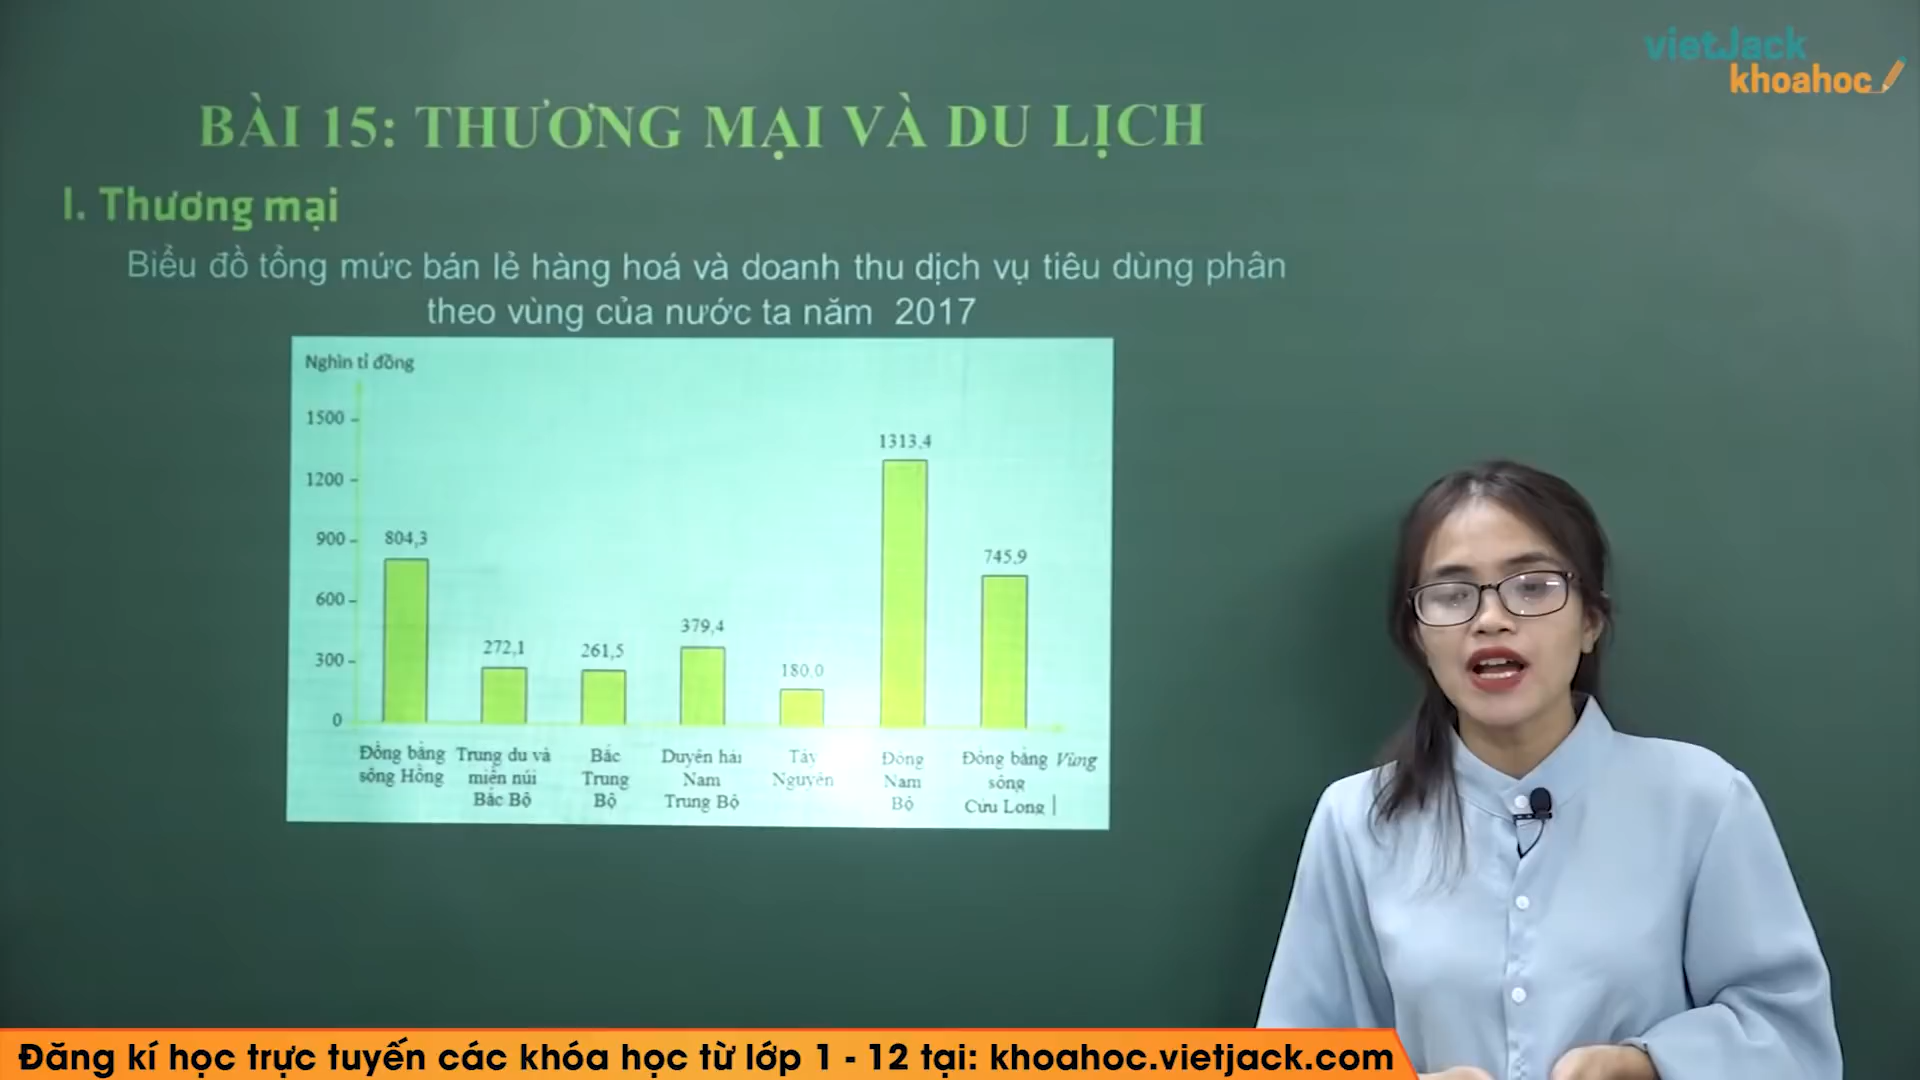 vietJack
khoahoc
BÀI 15: THƯƠNG MẠI VÀ DU LỊCH
I. Thương mại
Biểu đồ tổng mức bán lẻ hàng hoá và doanh thu dịch vụ tiêu dùng phân
theo vùng của nước ta năm 2017
Nghìn tỉ đồng
1500
1200
900
600
300
0
804,3
272,1
261,5
379,4
180,0
1313,4
745,9
Đồng bằng
sông Hồng
Trung du và
miền núi
Bắc Bộ
Bắc
Trung
Bộ
Duyên hải
Nam
Trung Bộ
Tây
Nguyên
Đông
Nam
Bộ
Đồng bằng
sông
Cửu Long
Vùng
Đăng kí học trực tuyến các khóa học từ lớp 1 - 12 tại: khoahoc.vietjack.com